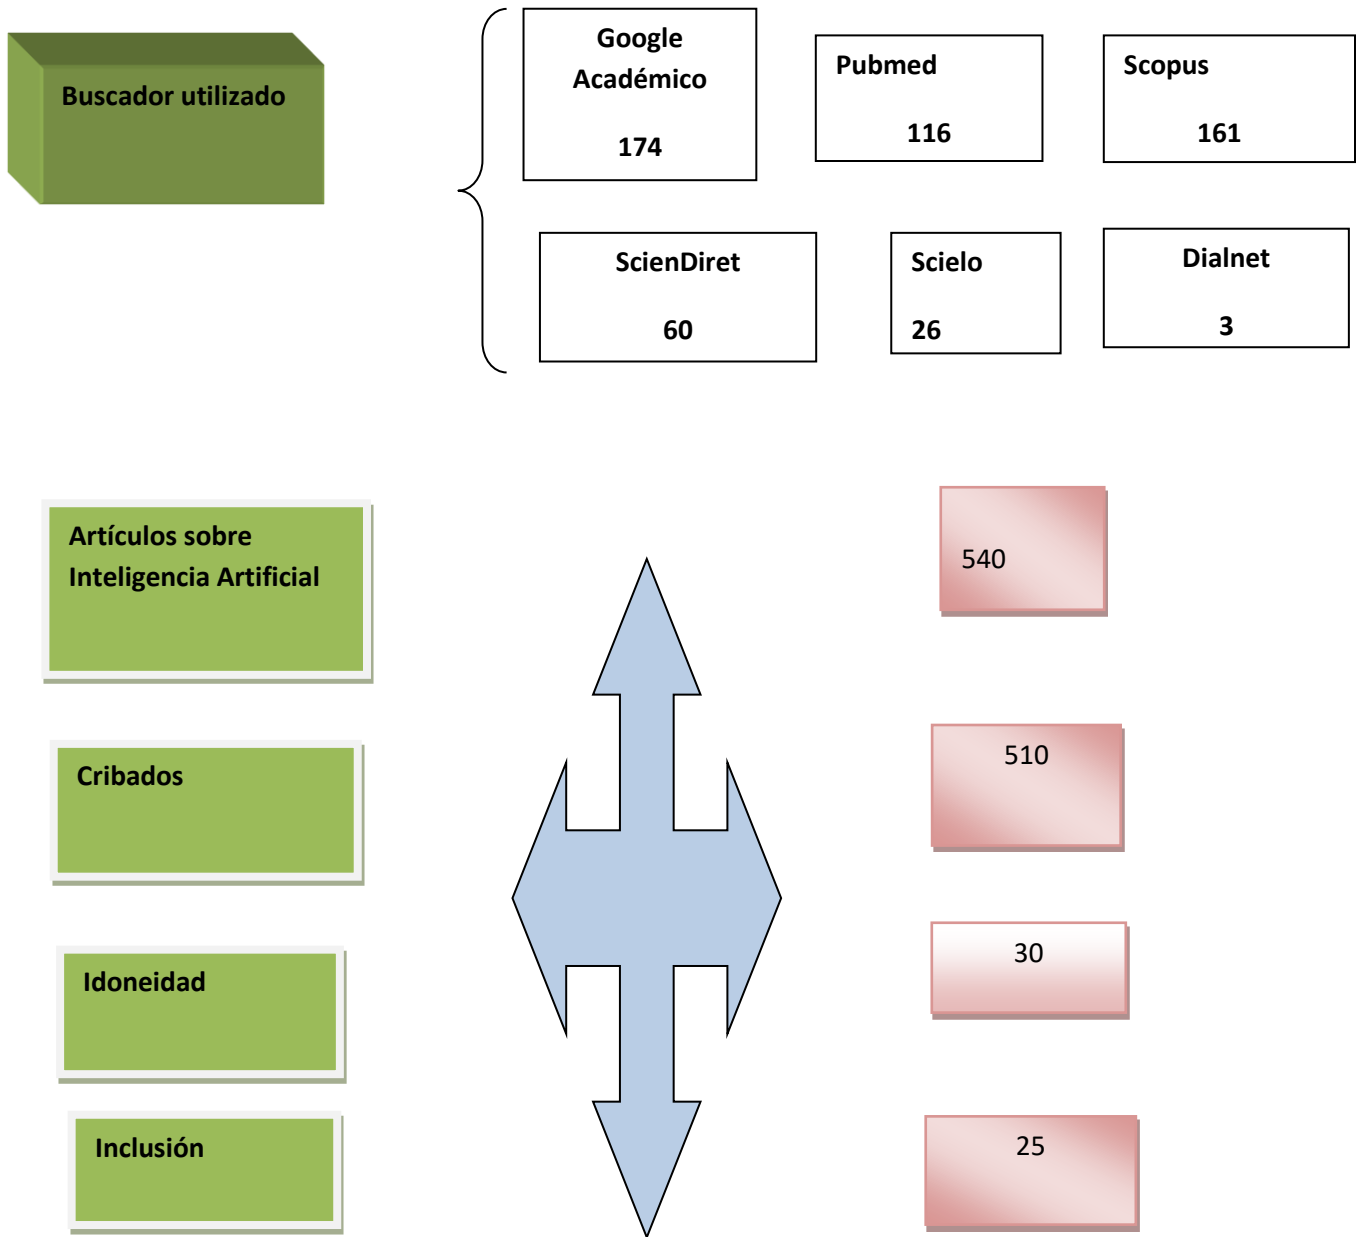 Buscador utilizado
Google
Académico
174
Pubmed
116
Scopus
161
ScienDiret
60
Scielo
26
Dialnet
3
Artículos sobre
Inteligencia Artificial
540
Cribados
510
Idoneidad
30
Inclusión
25